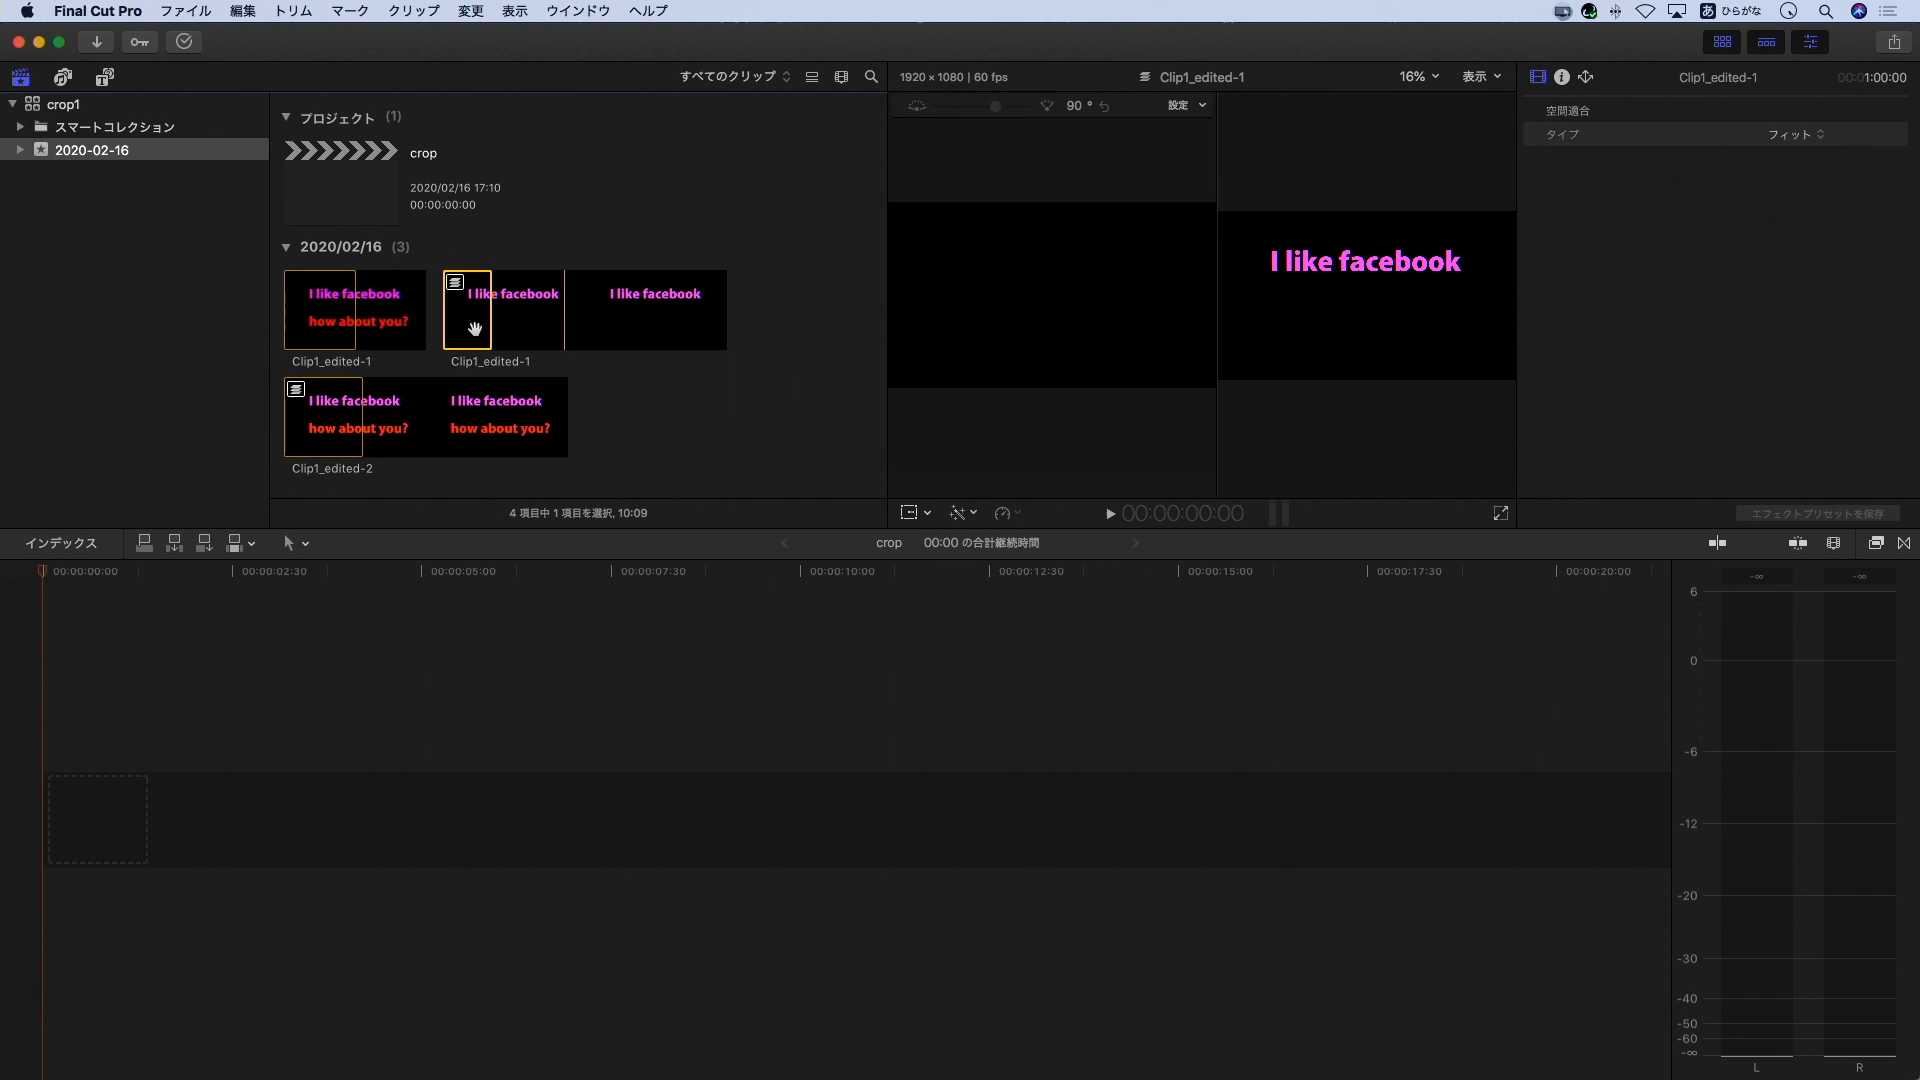 Final Cut Pro ファイル 編集 トリム マーク クリップ 変更 表示 ウインドウ ヘルプ あ ひらがな
すべてのクリップ
1920 × 1080 | 60 fps Clip1_edited-1 16% 表示
Clip1_edited-1 00:00:01:00:00
crop1
スマートコレクション
2020-02-16
プロジェクト (1)
crop
2020/02/16 17:10
00:00:00:00
2020/02/16 (3)
I like facebook
how about you?
Clip1_edited-1
I like facebook I like facebook
Clip1_edited-1
I like facebook I like facebook
how about you? how about you?
Clip1_edited-2
4 項目中 1 項目を選択, 10:09
90 ° 設定
I like facebook
00:00:00:00
空間適合
タイプ フィット
エフェクトプリセットを保存
インデックス crop 00:00 の合計継続時間
00:00:00:00 00:00:02:30 00:00:05:00 00:00:07:30 00:00:10:00 00:00:12:30 00:00:15:00 00:00:17:30 00:00:20:00
-∞ -∞
6
0
-6
-12
-20
-30
-40
-50
-60
-∞
L R